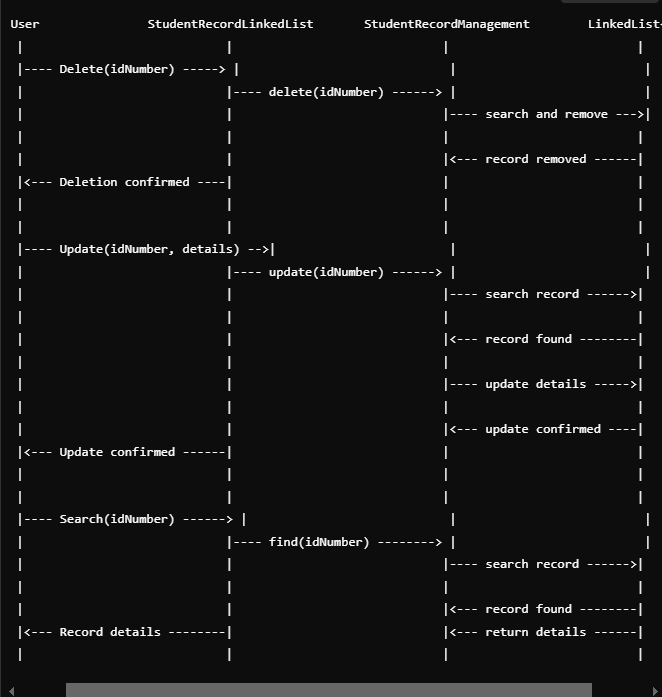 User                 StudentRecordLinkedList       StudentRecordManagement        LinkedList
 |                            |                             |                          |
 |---- Delete(idNumber) -----> |                             |                          |
 |                            |---- delete(idNumber) ------> |                          |
 |                            |                             |---- search and remove --->|
 |                            |                             |                          |
 |                            |                             |<--- record removed ------|
 |<--- Deletion confirmed ----|                             |                          |
 |                            |                             |                          |
 |                            |                             |                          |
 |---- Update(idNumber, details) -->|                        |                          |
 |                            |---- update(idNumber) ------> |                          |
 |                            |                             |---- search record ------>|
 |                            |                             |                          |
 |                            |                             |<--- record found --------|
 |                            |                             |                          |
 |                            |                             |---- update details ----->|
 |                            |                             |                          |
 |                            |                             |<--- update confirmed ----|
 |<--- Update confirmed ------|                             |                          |
 |                            |                             |                          |
 |                            |                             |                          |
 |---- Search(idNumber) ------> |                            |                          |
 |                            |---- find(idNumber) --------> |                          |
 |                            |                             |---- search record ------>|
 |                            |                             |                          |
 |                            |                             |<--- record found --------|
 |<--- Record details --------|                             |<--- return details ------|
 |                            |                             |                          |